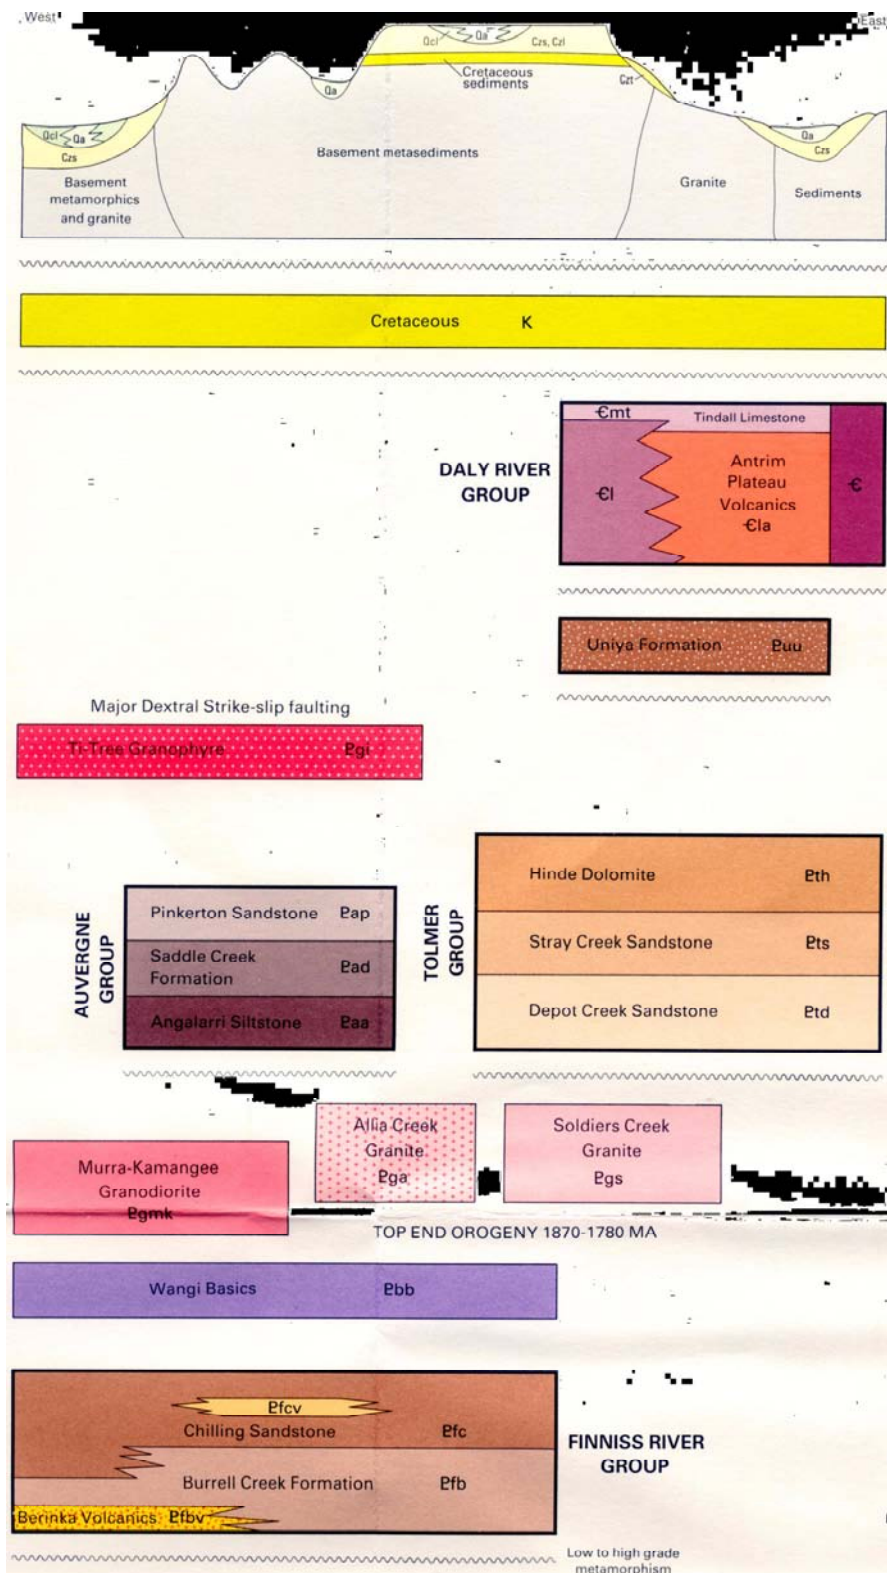 West
East
Qcl
Qa
Czs, Czl
Cretaceous
sediments
Czt
Qa
Qcl
Qa
Czs
Qa
Czs
Basement metasediments
Basement
metamorphics
and granite
Granite
Sediments
Cretaceous K
DALY RIVER
GROUP
Єmt
Tindall Limestone
Єl
Antrim
Plateau
Volcanics
Єla
Є
Uniya Formation Puu
Major Dextral Strike-slip faulting
Ti-Tree Granophyre Pgi
AUVERGNE
GROUP
Pinkerton Sandstone Pap
Saddle Creek
Formation Pad
Angalarri Siltstone Paa
TOLMER
GROUP
Hinde Dolomite Pth
Stray Creek Sandstone Pts
Depot Creek Sandstone Ptd
Murra-Kamangee
Granodiorite
Pgmk
Allia Creek
Granite
Pga
Soldiers Creek
Granite
Pgs
TOP END OROGENY 1870-1780 MA
Wangi Basics Pbb
Pfcv
Chilling Sandstone Pfc
Burrell Creek Formation Pfb
Berinka Volcanics Pfbv
FINNISS RIVER
GROUP
Low to high grade
metamorphism